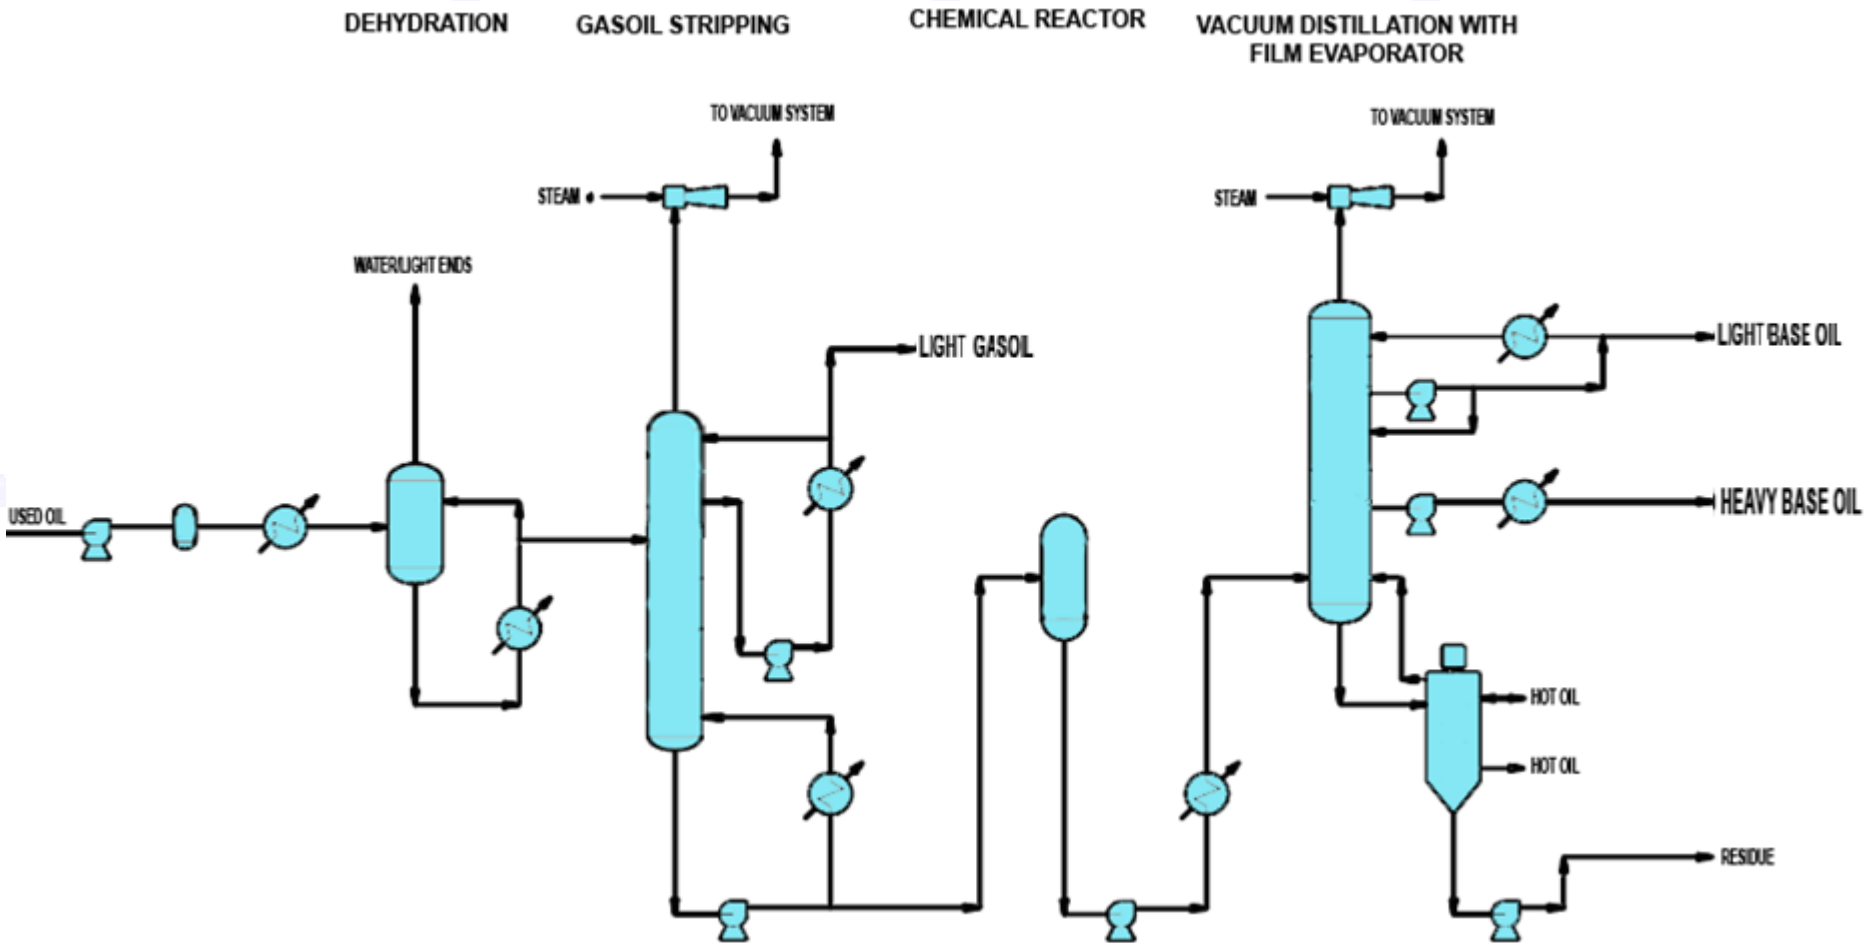 DEHYDRATION
GASOIL STRIPPING
CHEMICAL REACTOR
VACUUM DISTILLATION WITH
FILM EVAPORATOR
TO VACUUM SYSTEM
TO VACUUM SYSTEM
STEAM
STEAM
WATER/LIGHT ENDS
LIGHT GASOIL
LIGHT BASE OIL
USED OIL
HEAVY BASE OIL
HOT OIL
HOT OIL
RESIDUE